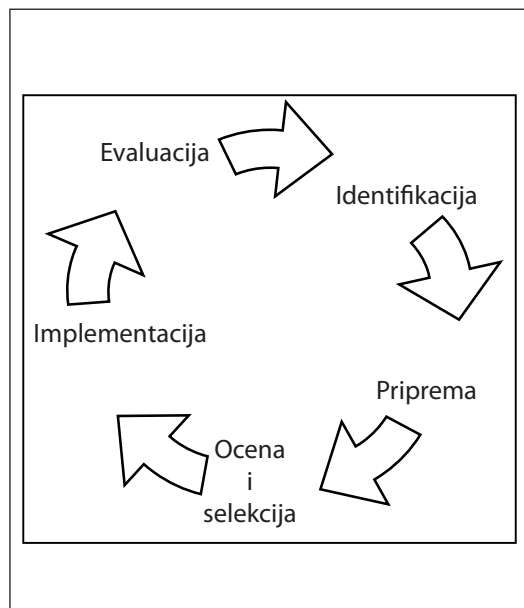 Evaluacija
Identifikacija
Priprema
Ocena
i
selekcija
Implementacija